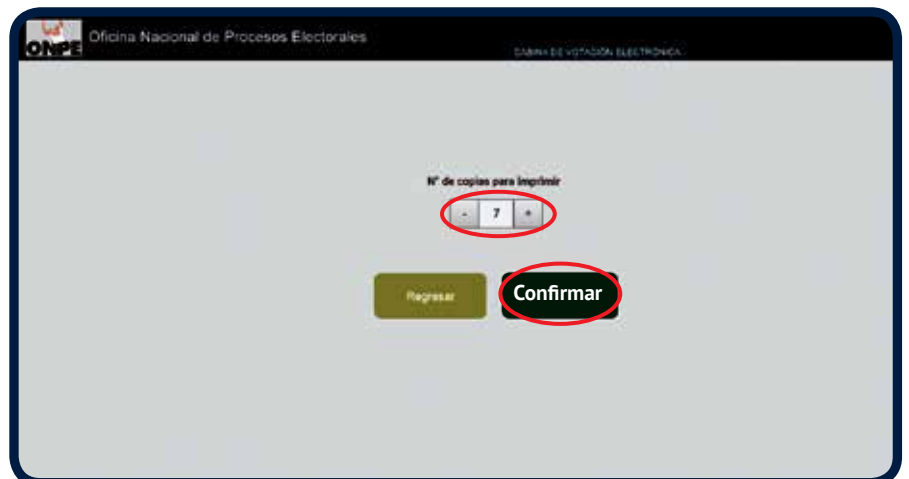 ONPE
Oficina Nacional de Procesos Electorales
CABINA DE VOTACIÓN ELECTRÓNICA
N° de copias para imprimir
- 7 +
Regresar
Confirmar